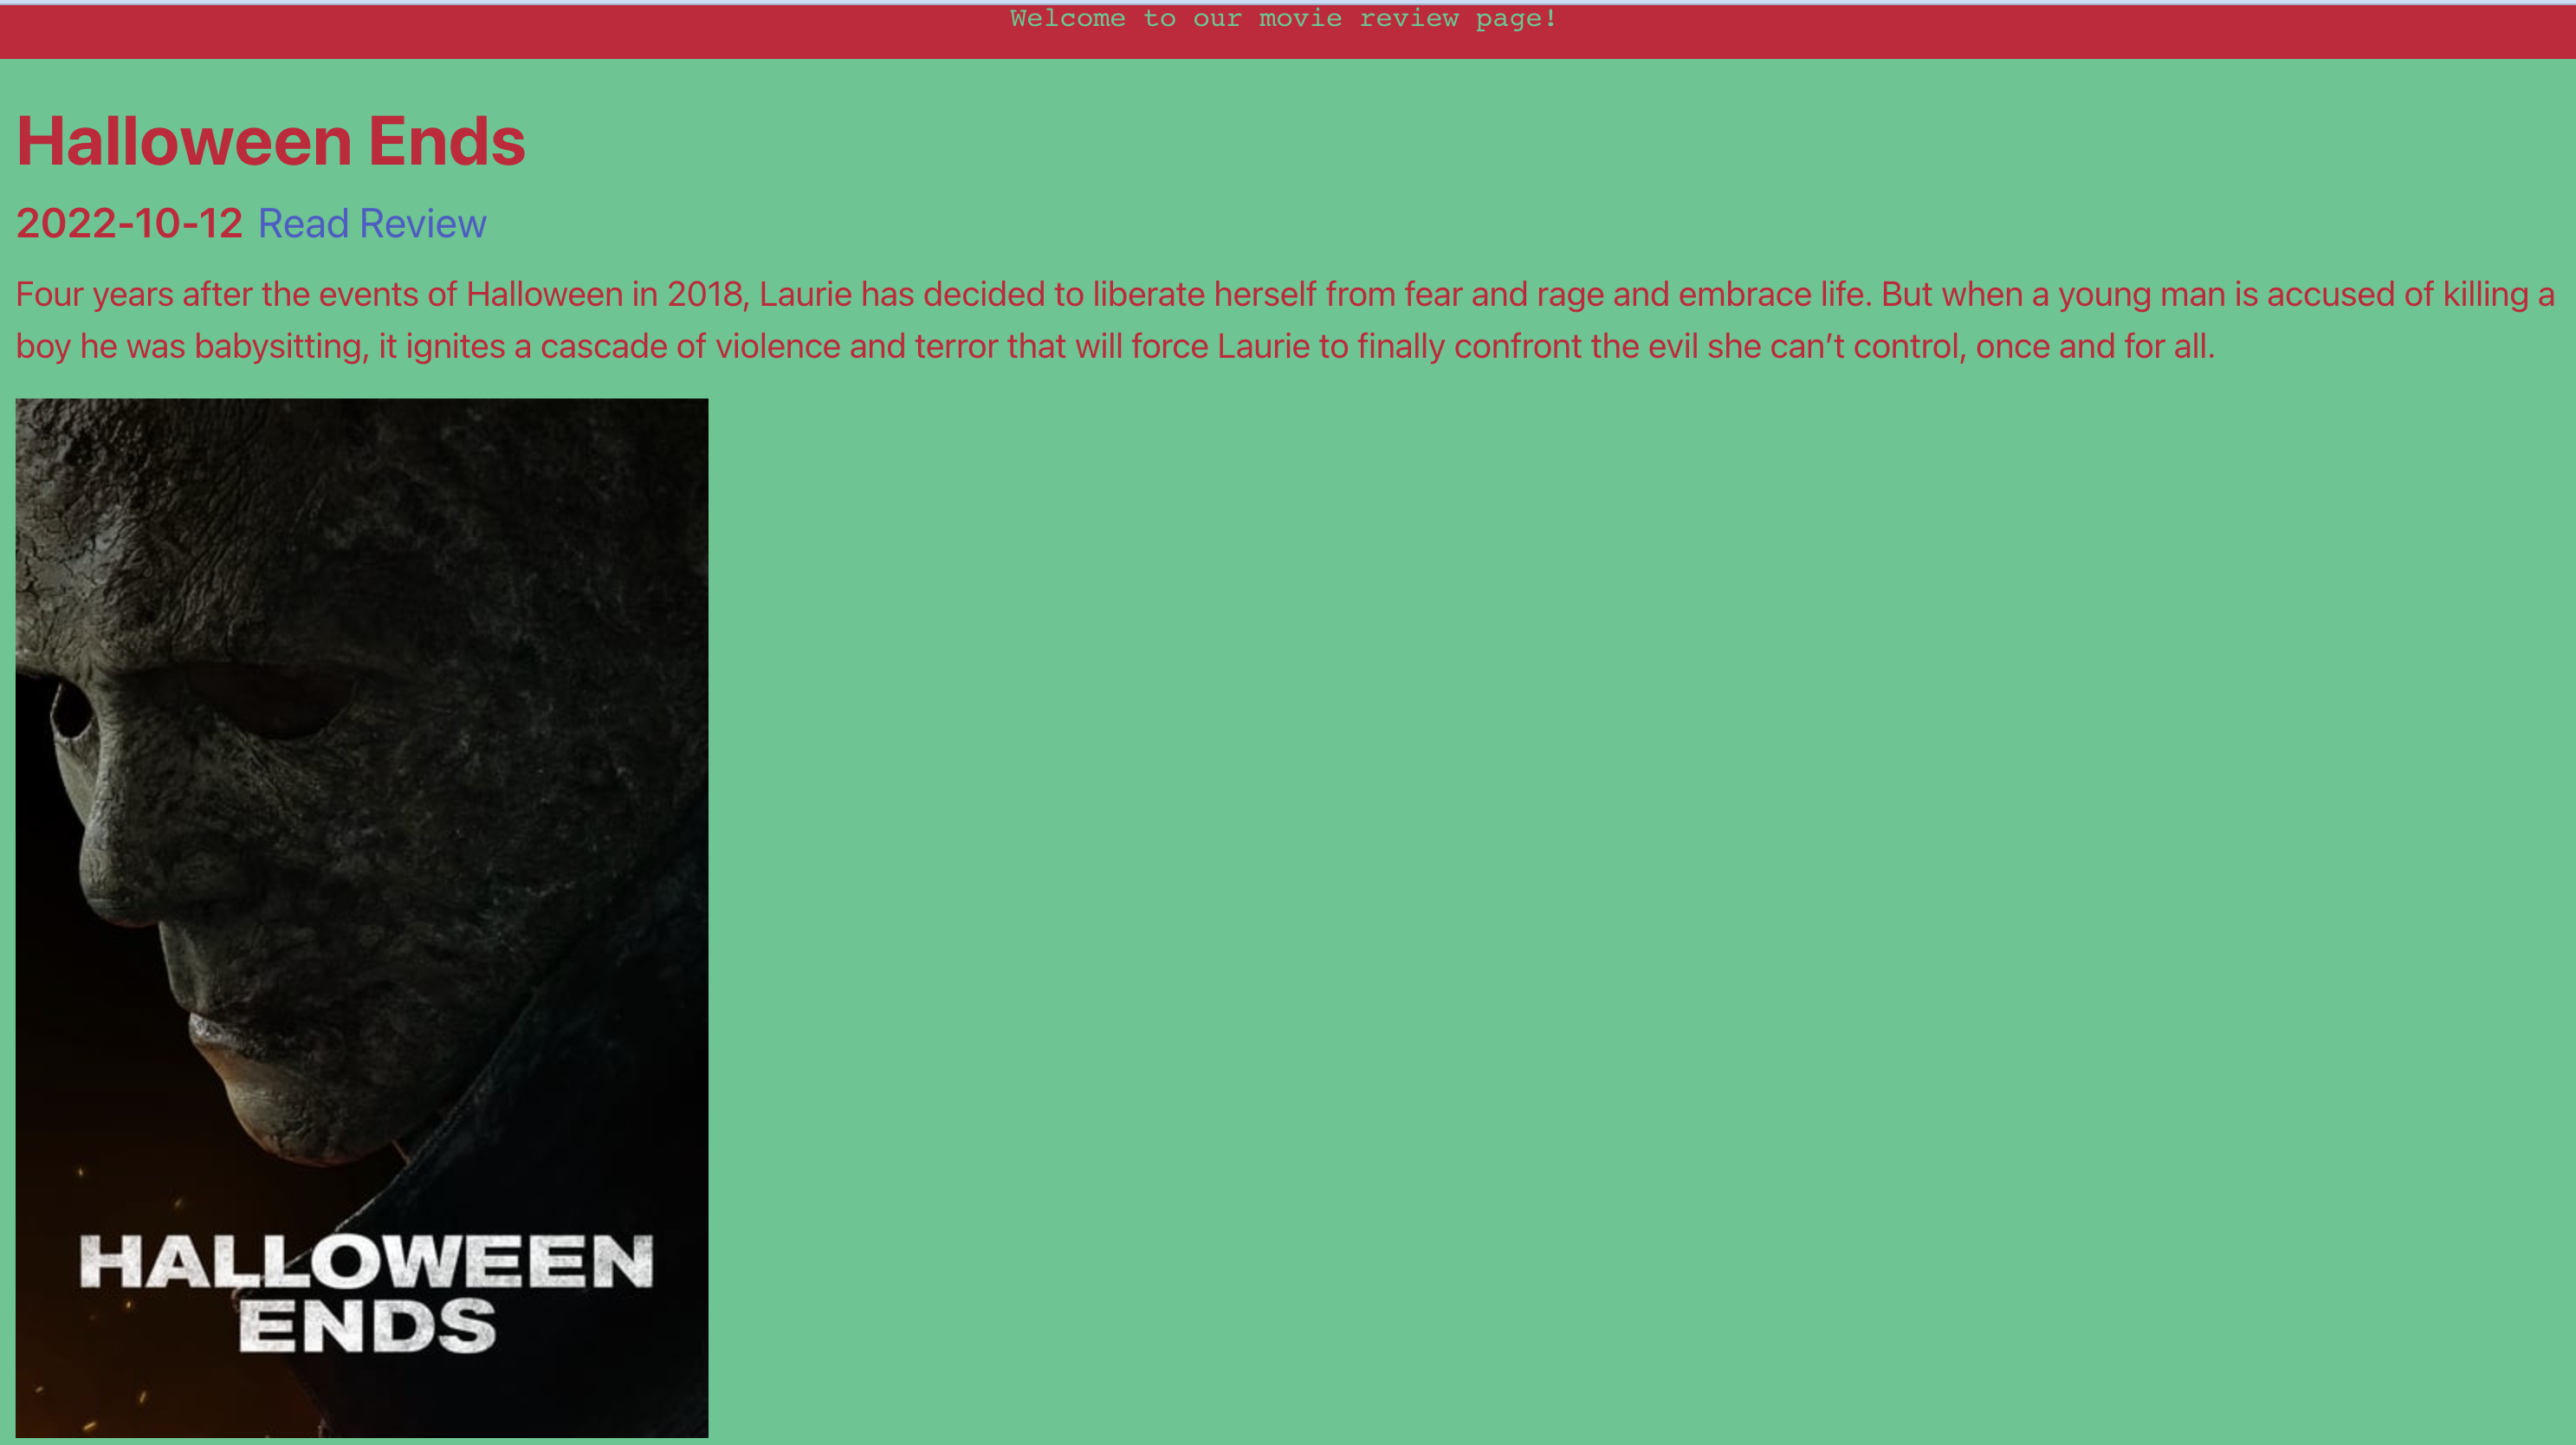 Welcome to our movie review page!
Halloween Ends
2022-10-12 Read Review
Four years after the events of Halloween in 2018, Laurie has decided to liberate herself from fear and rage and embrace life. But when a young man is accused of killing a
boy he was babysitting, it ignites a cascade of violence and terror that will force Laurie to finally confront the evil she can’t control, once and for all.
HALLOWEEN
ENDS